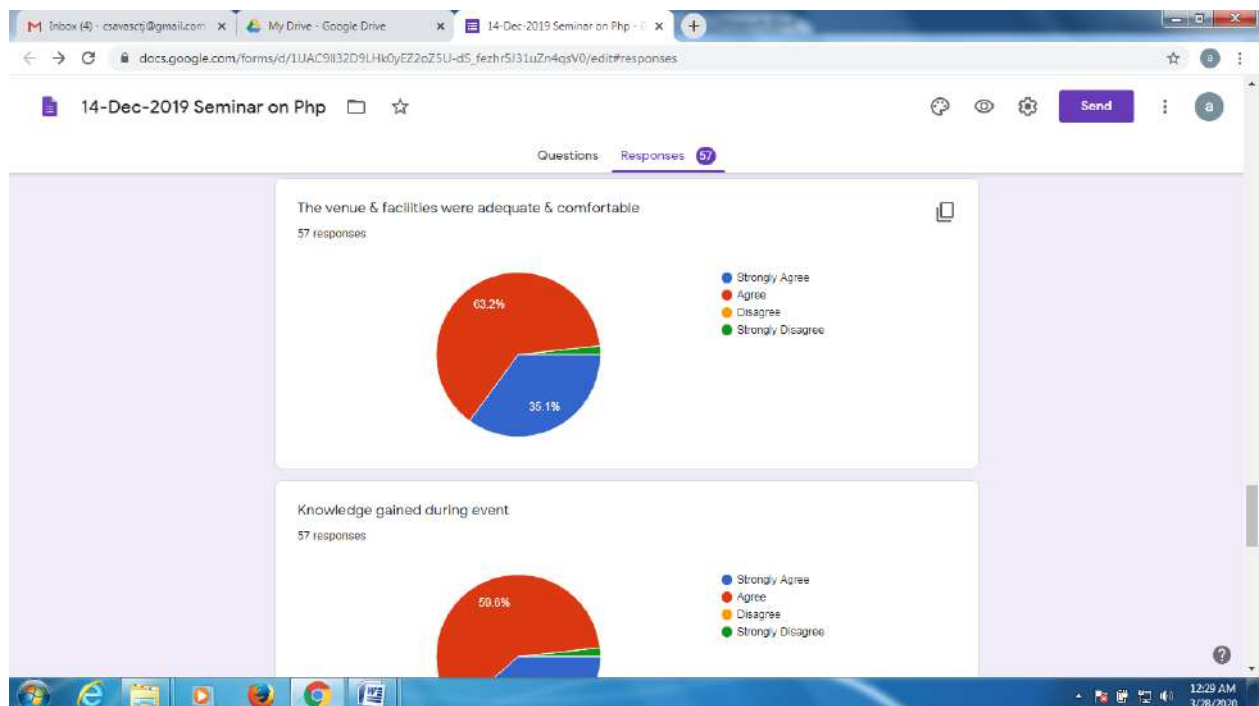 Inbox (4) - csavasctj@gmail.com
My Drive - Google Drive
14-Dec-2019 Seminar on Php - G
docs.google.com/forms/d/
/edit#responses
a
14-Dec-2019 Seminar on Php
Send
a
Questions Responses 57
The venue & facilities were adequate & comfortable
57 responses
63.2%
35.1%
Strongly Agree
Agree
Disagree
Strongly Disagree
Knowledge gained during event
57 responses
59.6%
Strongly Agree
Agree
Disagree
Strongly Disagree
12:29 AM
3/28/2020